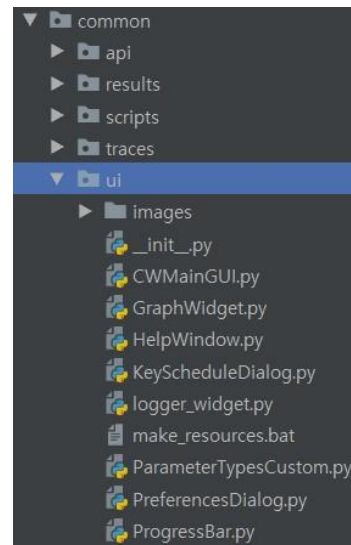 common
api
results
scripts
traces
ui
images
__init__.py
CWMainGUI.py
GraphWidget.py
HelpWindow.py
KeyScheduleDialog.py
logger_widget.py
make_resources.bat
ParameterTypesCustom.py
PreferencesDialog.py
ProgressBar.py